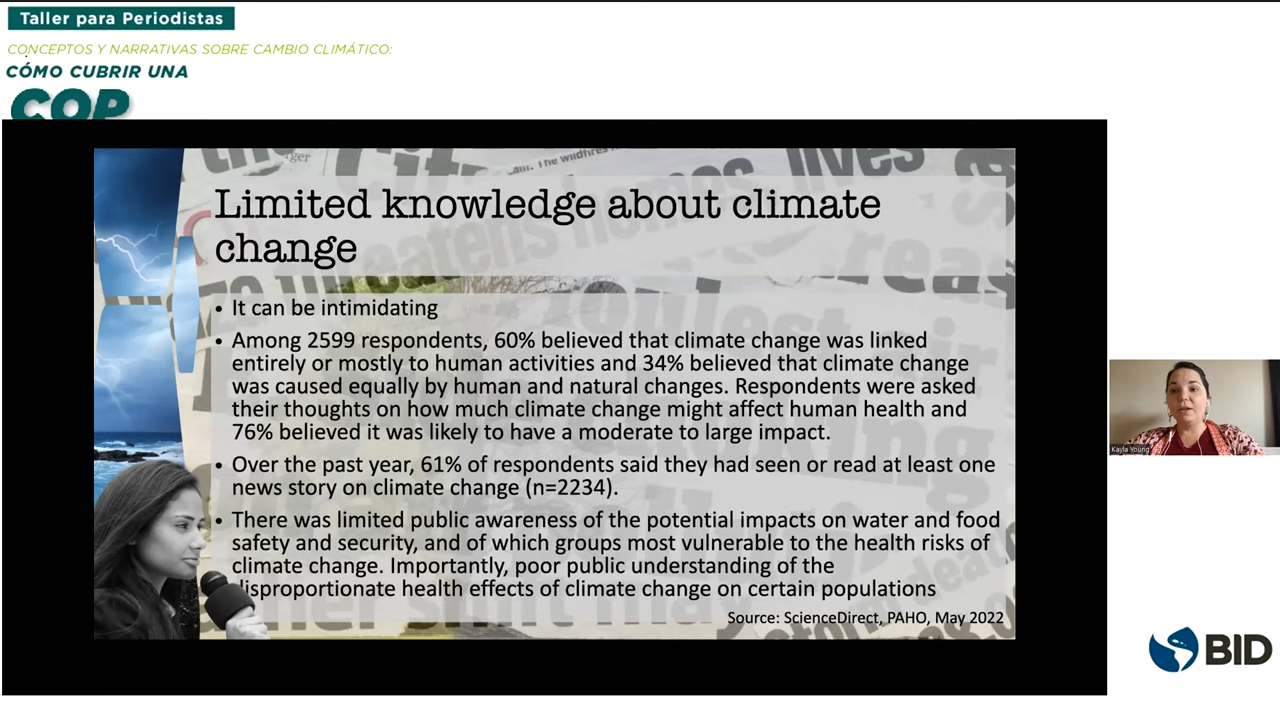 Taller para Periodistas
CONCEPTOS Y NARRATIVAS SOBRE CAMBIO CLIMÁTICO:
CÓMO CUBRIR UNA
COP
Limited knowledge about climate
change
• It can be intimidating
• Among 2599 respondents, 60% believed that climate change was linked
entirely or mostly to human activities and 34% believed that climate change
was caused equally by human and natural changes. Respondents were asked
their thoughts on how much climate change might affect human health and
76% believed it was likely to have a moderate to large impact.
• Over the past year, 61% of respondents said they had seen or read at least one
news story on climate change (n=2234).
• There was limited public awareness of the potential impacts on water and food
safety and security, and of which groups most vulnerable to the health risks of
climate change. Importantly, poor public understanding of the
disproportionate health effects of climate change on certain populations
Source: ScienceDirect, PAHO, May 2022
Kayla Young
BID